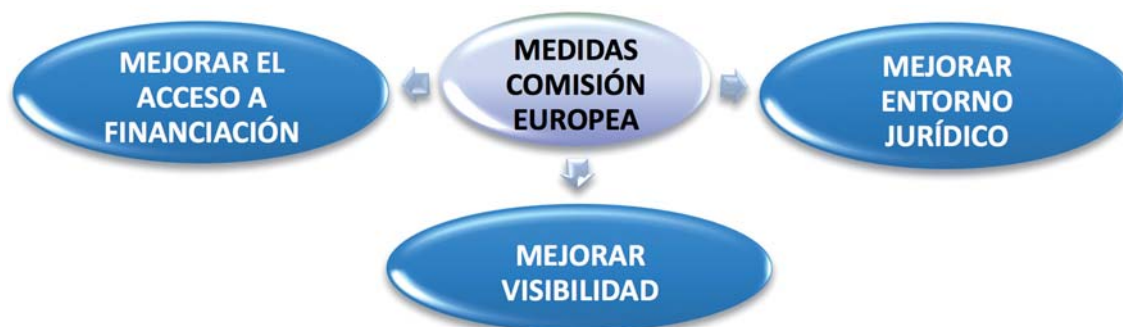 MEJORAR EL
ACCESO A
FINANCIACIÓN
MEDIDAS
COMISIÓN
EUROPEA
MEJORAR
ENTORNO
JURÍDICO
MEJORAR
VISIBILIDAD